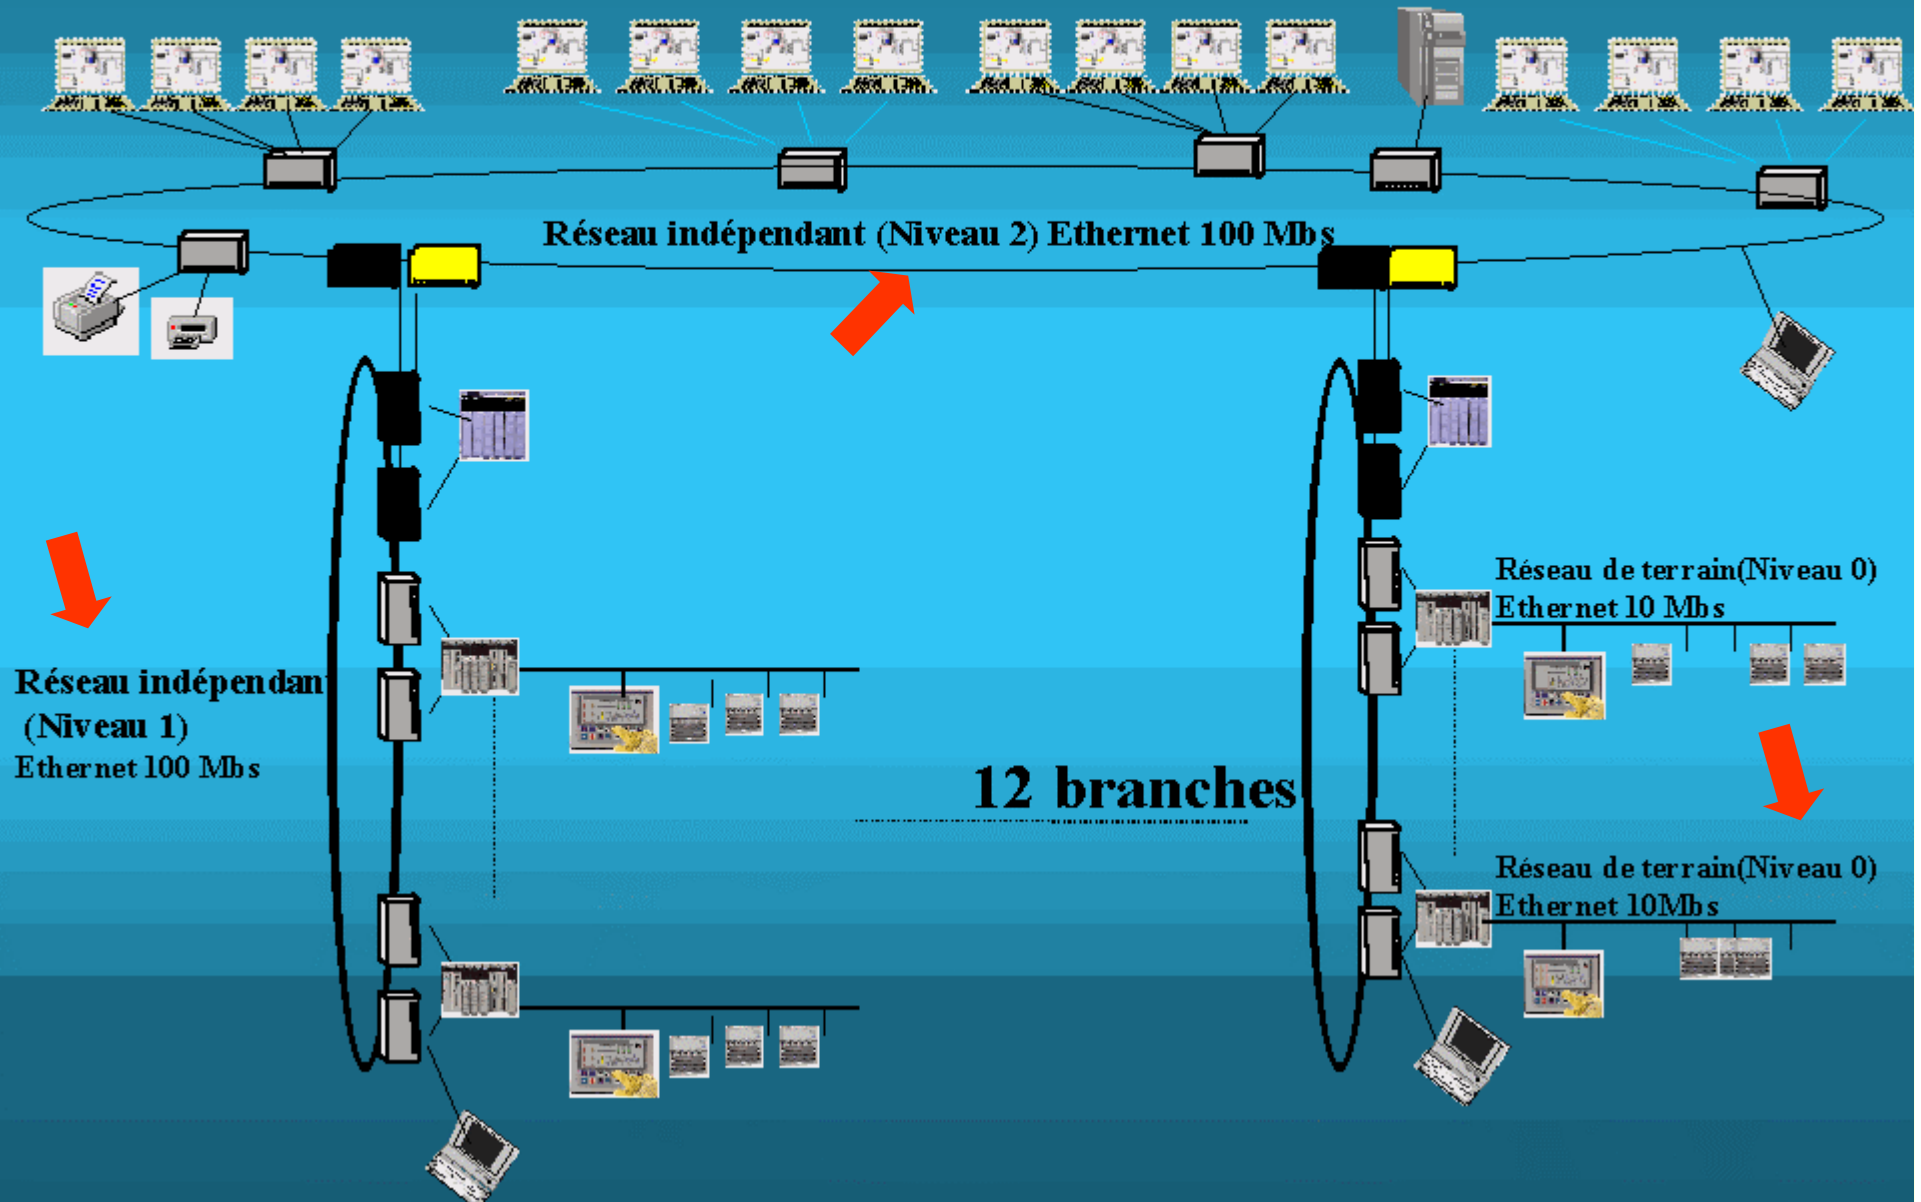 Réseau indépendant (Niveau 2) Ethernet 100 Mbs
Réseau de terrain(Niveau 0)
Ethernet 10 Mbs
Réseau indépendan
(Niveau 1)
Ethernet 100 Mbs
12 branches
Réseau de terrain(Niveau 0)
Ethernet 10Mbs